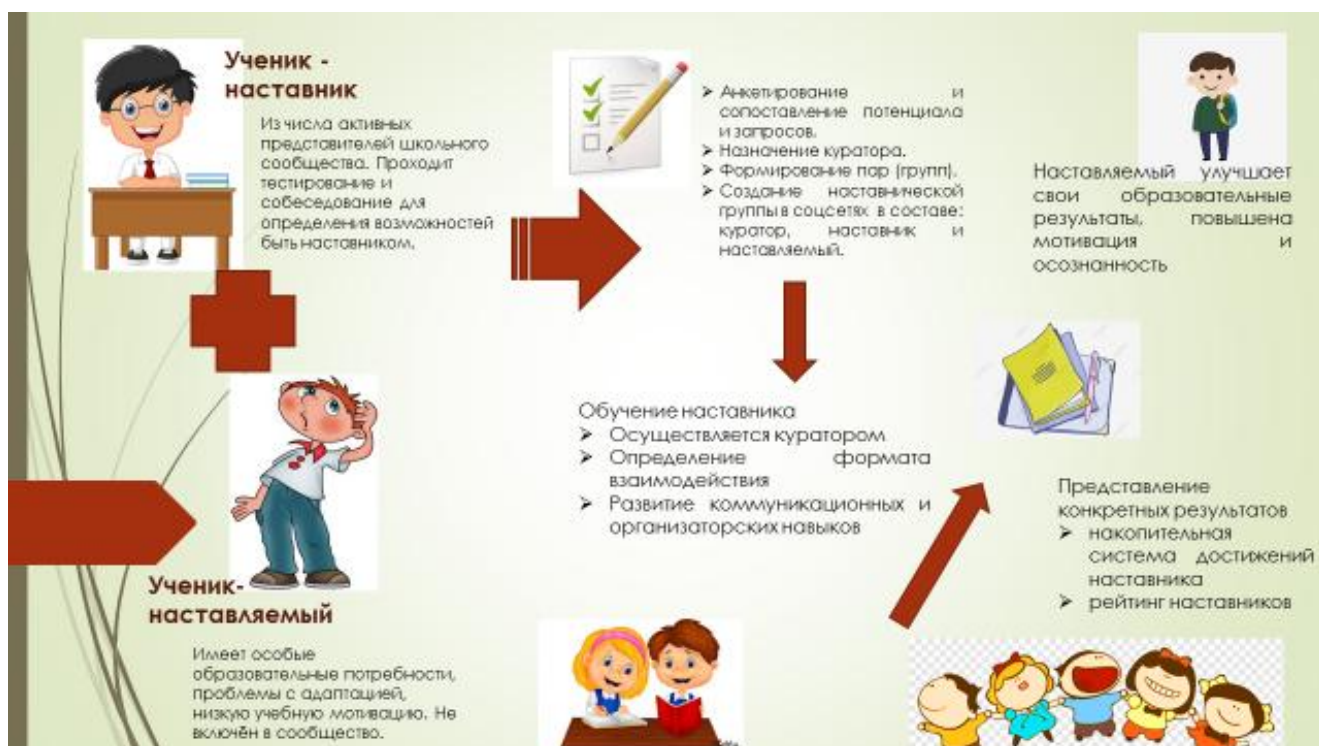 Ученик -
наставник
Из числа активных
представителей школьного
сообщества. Проходит
тестирование и
собеседование для
определения возможностей
быть наставником.
➢ Анкетирование и
сопоставление потенциала
и запросов.
➢ Назначение куратора.
➢ Формирование пар (групп).
➢ Создание наставнической
группы в соцсетях в составе:
куратор, наставник и
наставляемый.
Наставляемый улучшает
свои образовательные
результаты, повышена
мотивация и
осознанность
Обучение наставника
➢ Осуществляется куратором
➢ Определение формата
взаимодействия
➢ Развитие коммуникационных и
организаторских навыков
Представление
конкретных результатов
➢ накопительная
система достижений
наставника
➢ рейтинг наставников
Ученик-
наставляемый
Имеет особые
образовательные потребности,
проблемы с адаптацией,
низкую учебную мотивацию. Не
включён в сообщество.